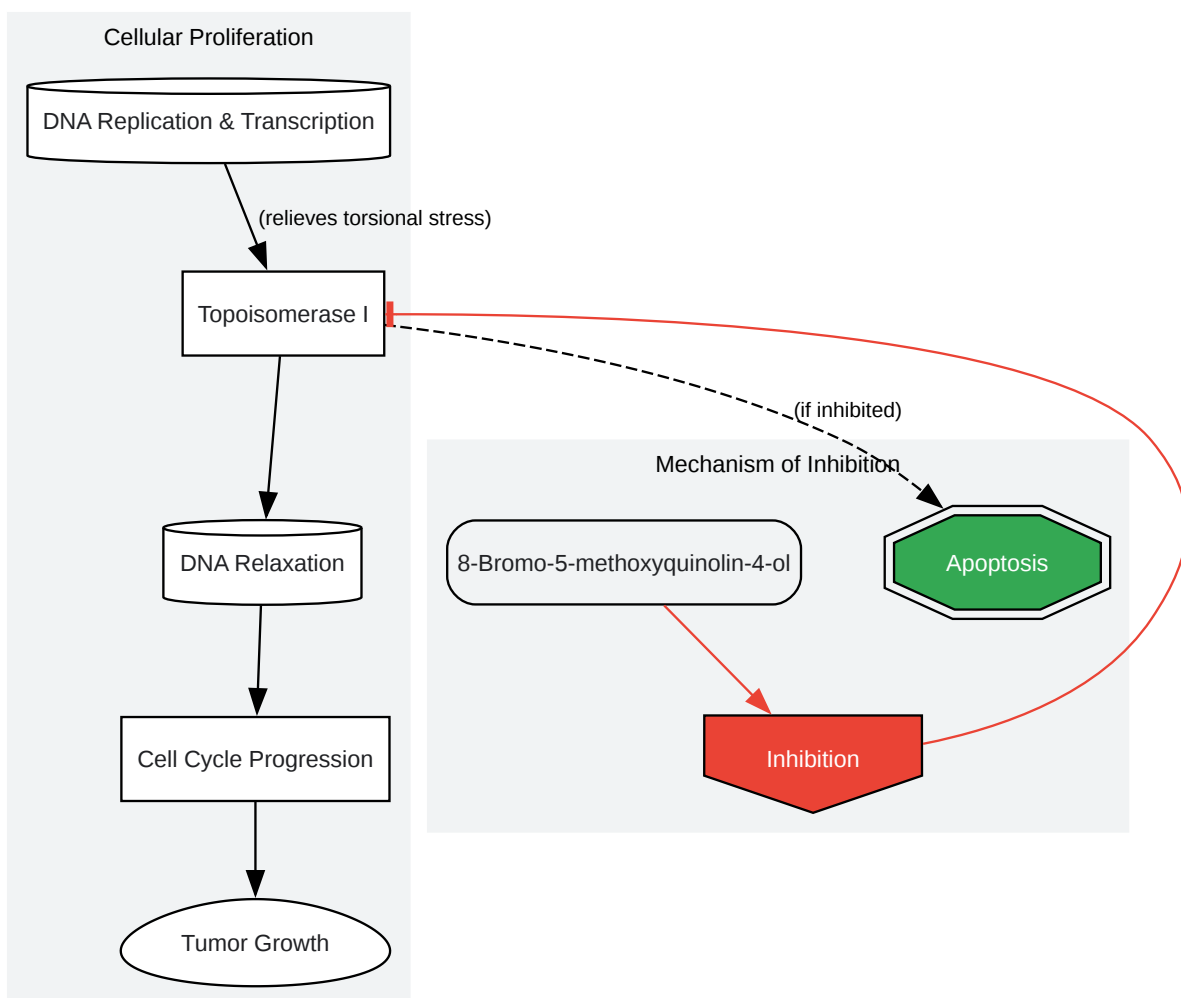 Cellular Proliferation
DNA Replication & Transcription
(relieves torsional stress)
Topoisomerase I
(if inhibited)
Mechanism of Inhibition
DNA Relaxation
8-Bromo-5-methoxyquinolin-4-ol
Apoptosis
Cell Cycle Progression
Inhibition
Tumor Growth